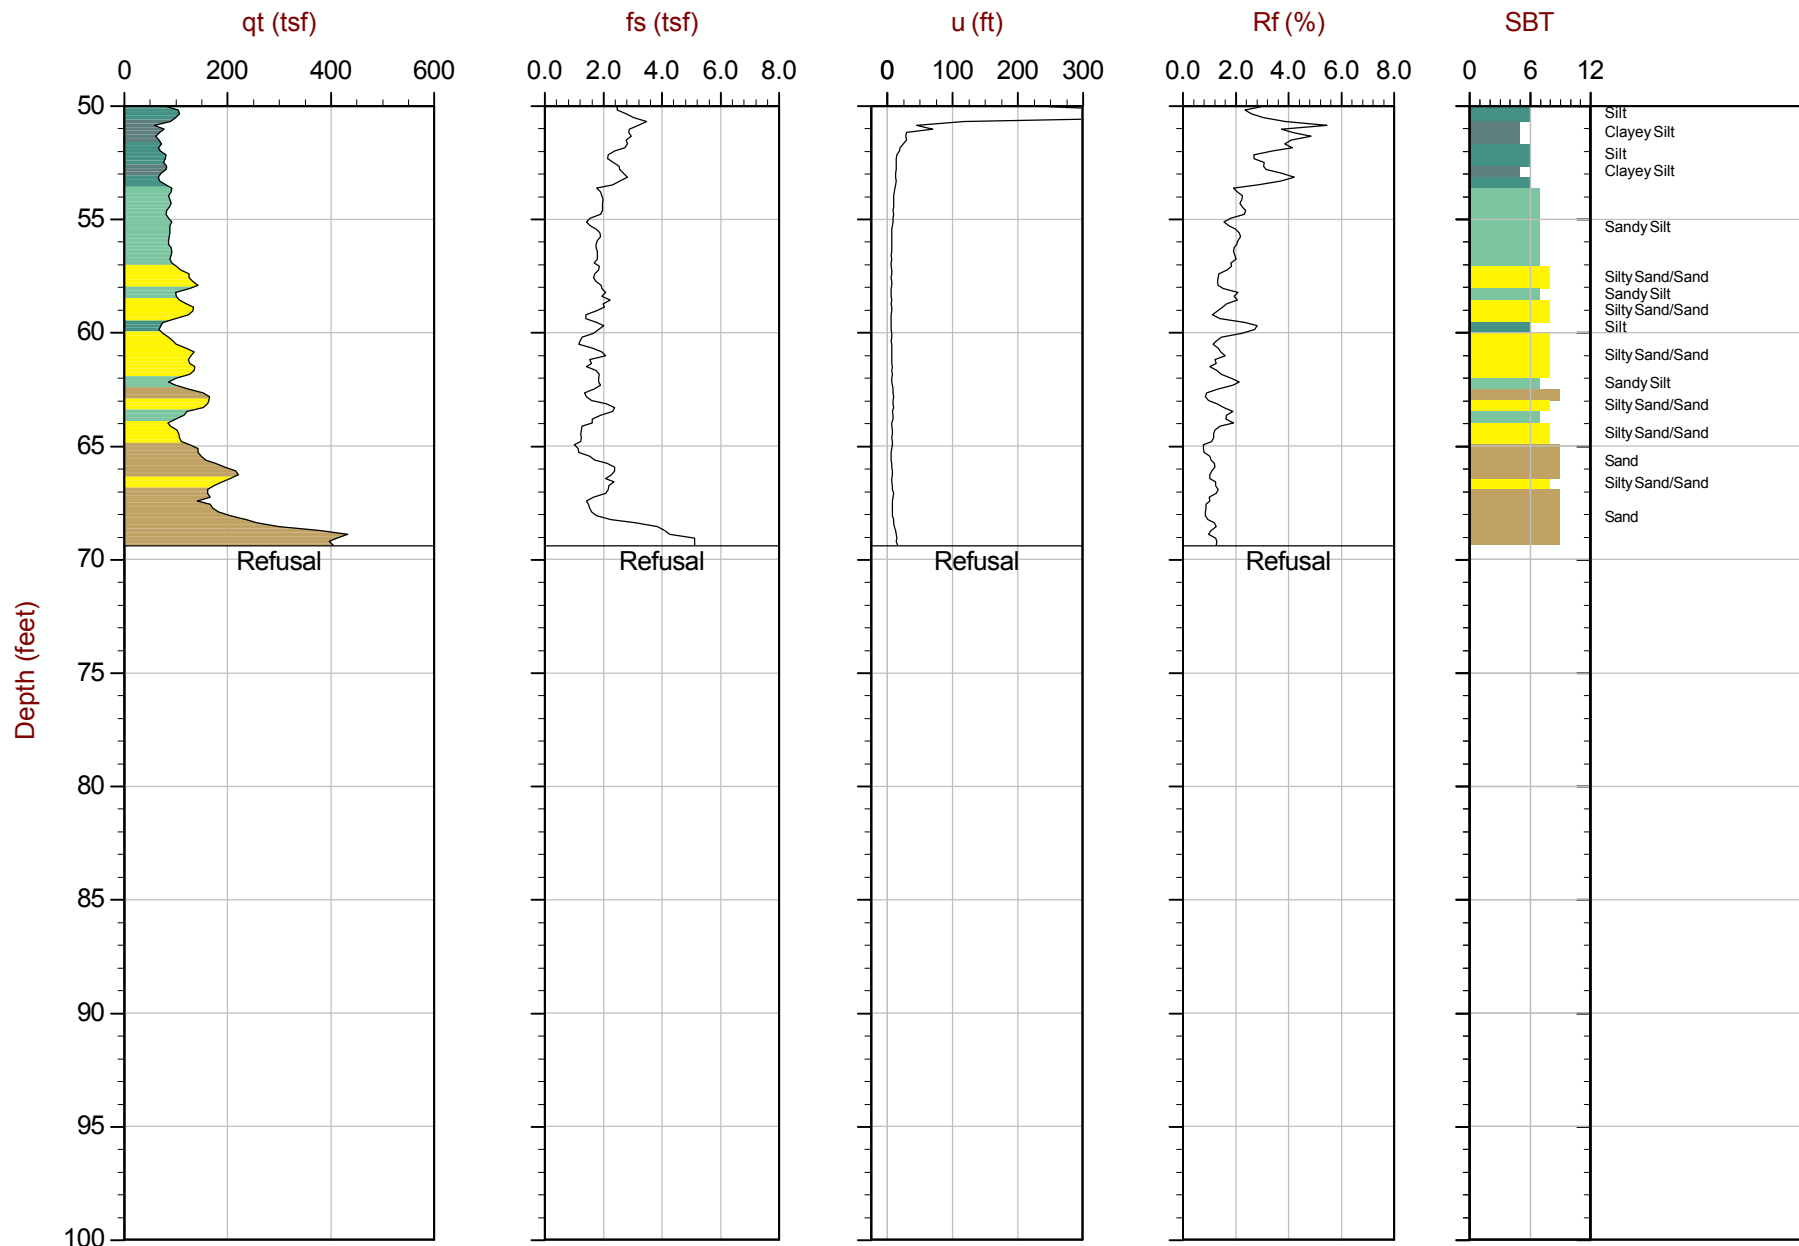 qt (tsf) fs (tsf) u (ft) Rf (%) SBT
0 200 400 600 0.0 2.0 4.0 6.0 8.0 0 100 200 300 0.0 2.0 4.0 6.0 8.0 0 6 12
50
Silt
Clayey Silt
Silt
Clayey Silt
55
Sandy Silt
Silty Sand/Sand
Sandy Silt
Silty Sand/Sand
Silt
60
Silty Sand/Sand
Sandy Silt
Silty Sand/Sand
Silty Sand/Sand
65
Sand
Silty Sand/Sand
Sand
70 Refusal Refusal Refusal Refusal
Depth (feet)
75
80
85
90
95
100